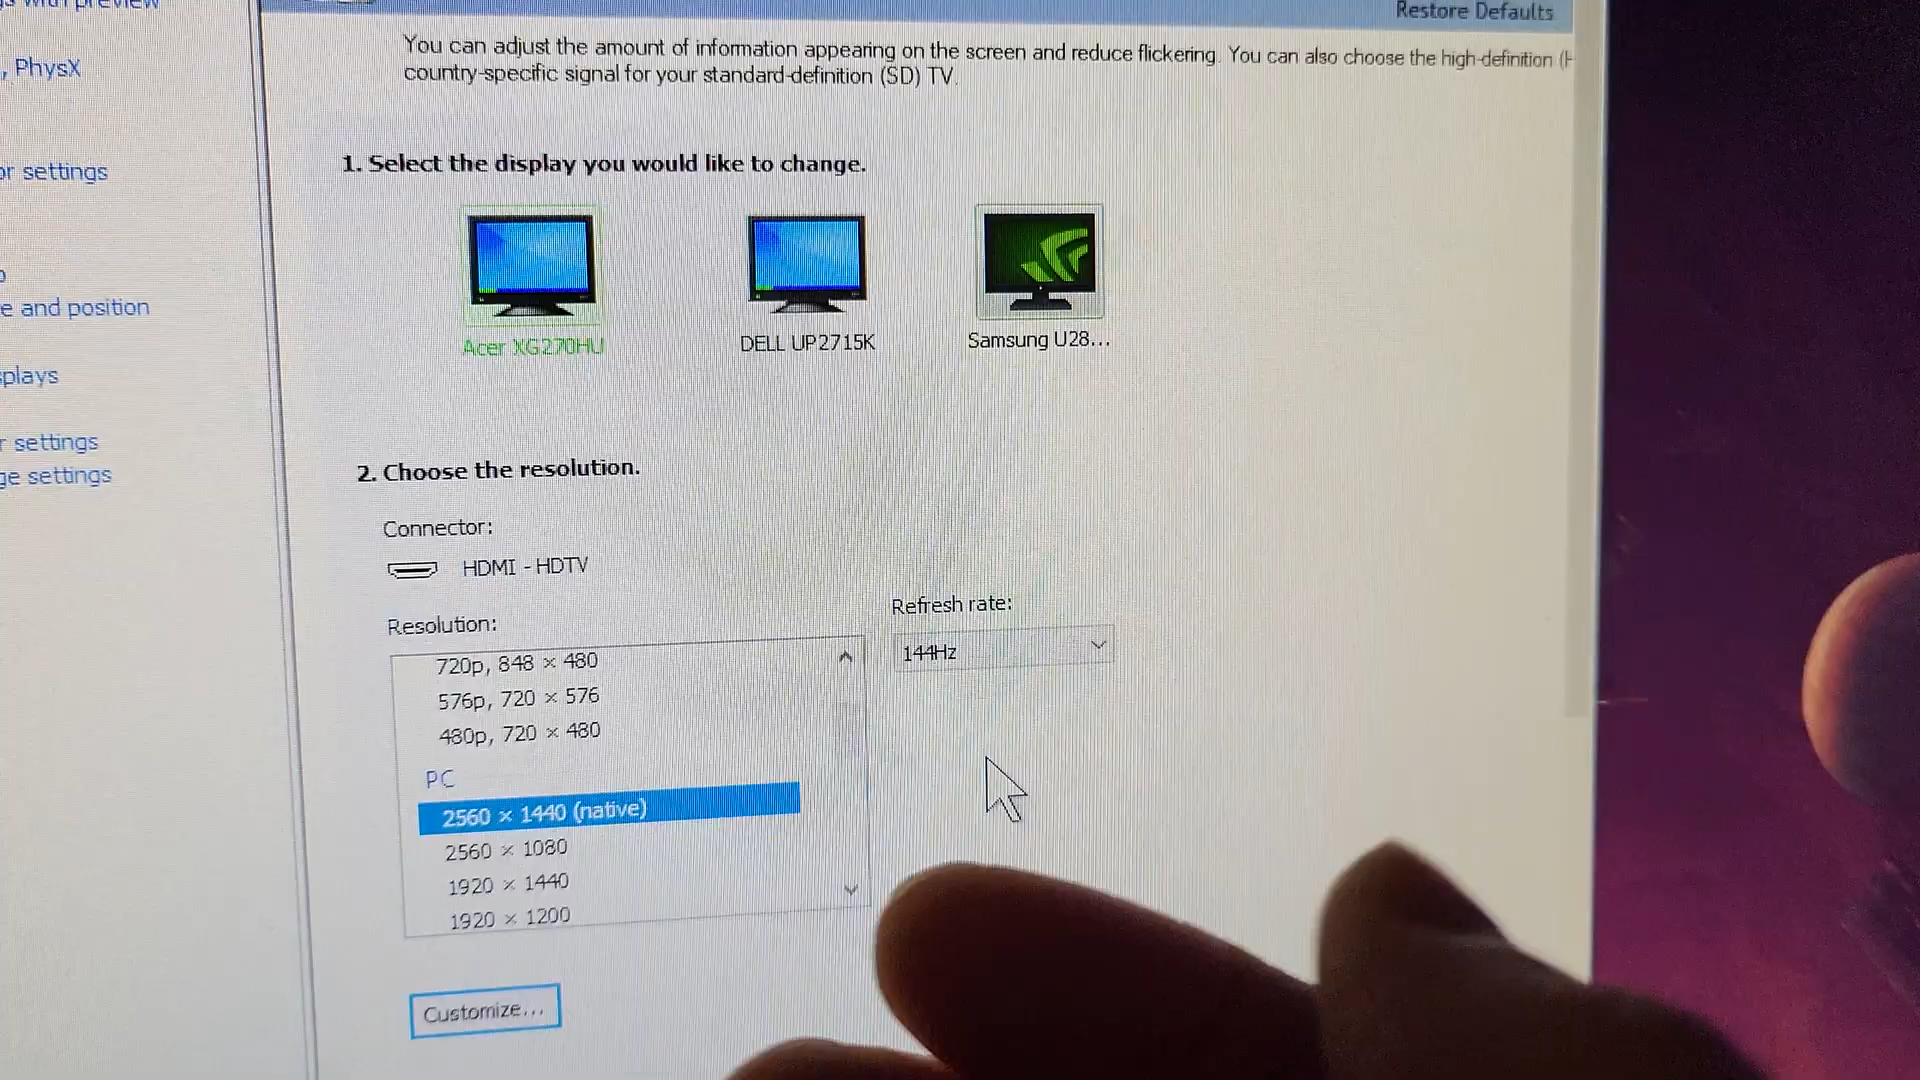 Restore Defaults
You can adjust the amount of information appearing on the screen and reduce flickering. You can also choose the high-definition (H
country-specific signal for your standard-definition (SD) TV.
, PhysX
1. Select the display you would like to change.
or settings
e and position
Acer XG270HU
DELL UP2715K
Samsung U28...
splays
r settings
ge settings
2. Choose the resolution.
Connector:
HDMI - HDTV
Refresh rate:
Resolution:
144Hz
720p, 848 × 480
576p, 720 × 576
480p, 720 × 480
PC
2560 × 1440 (native)
2560 × 1080
1920 × 1440
1920 × 1200
Customize...